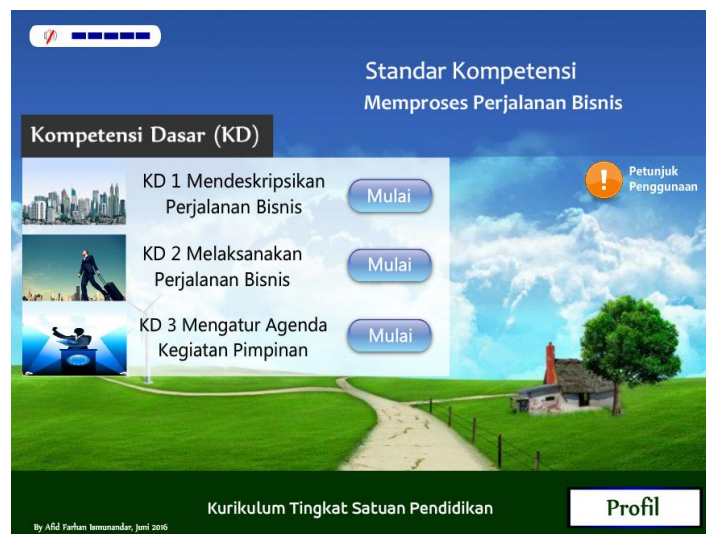 Standar Kompetensi
Memproses Perjalanan Bisnis
Kompetensi Dasar (KD)
KD 1 Mendeskripsikan
Perjalanan Bisnis
Mulai
Petunjuk
Penggunaan
KD 2 Melaksanakan
Perjalanan Bisnis
Mulai
KD 3 Mengatur Agenda
Kegiatan Pimpinan
Mulai
Kurikulum Tingkat Satuan Pendidikan
Profil
By Afid Farhan Ismunandar, Juni 2016